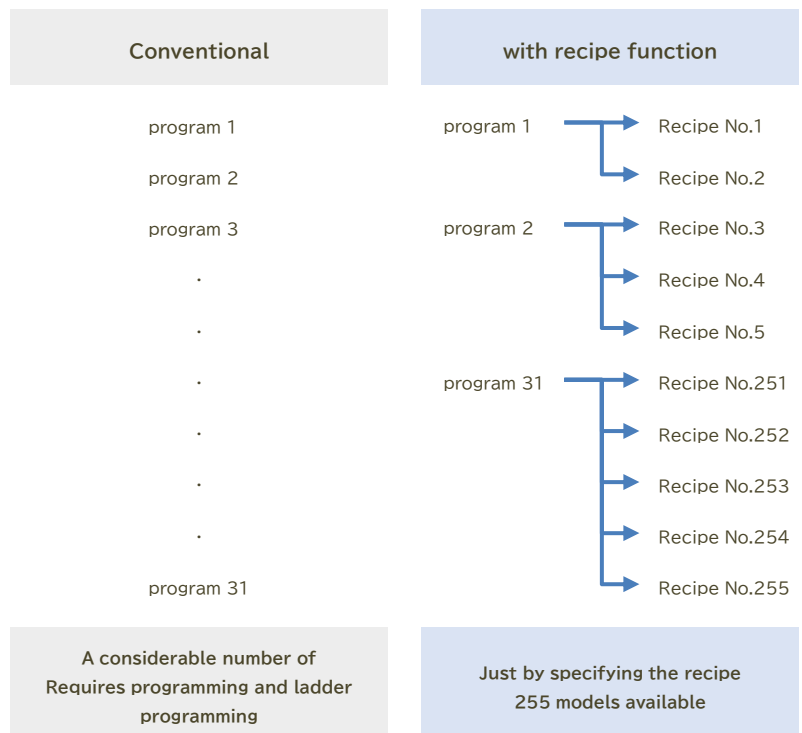 Conventional
program 1
program 2
program 3
.
.
.
.
.
.
program 31
A considerable number of
Requires programming and ladder
programming
with recipe function
program 1
Recipe No.1
Recipe No.2
program 2
Recipe No.3
Recipe No.4
Recipe No.5
program 31
Recipe No.251
Recipe No.252
Recipe No.253
Recipe No.254
Recipe No.255
Just by specifying the recipe
255 models available